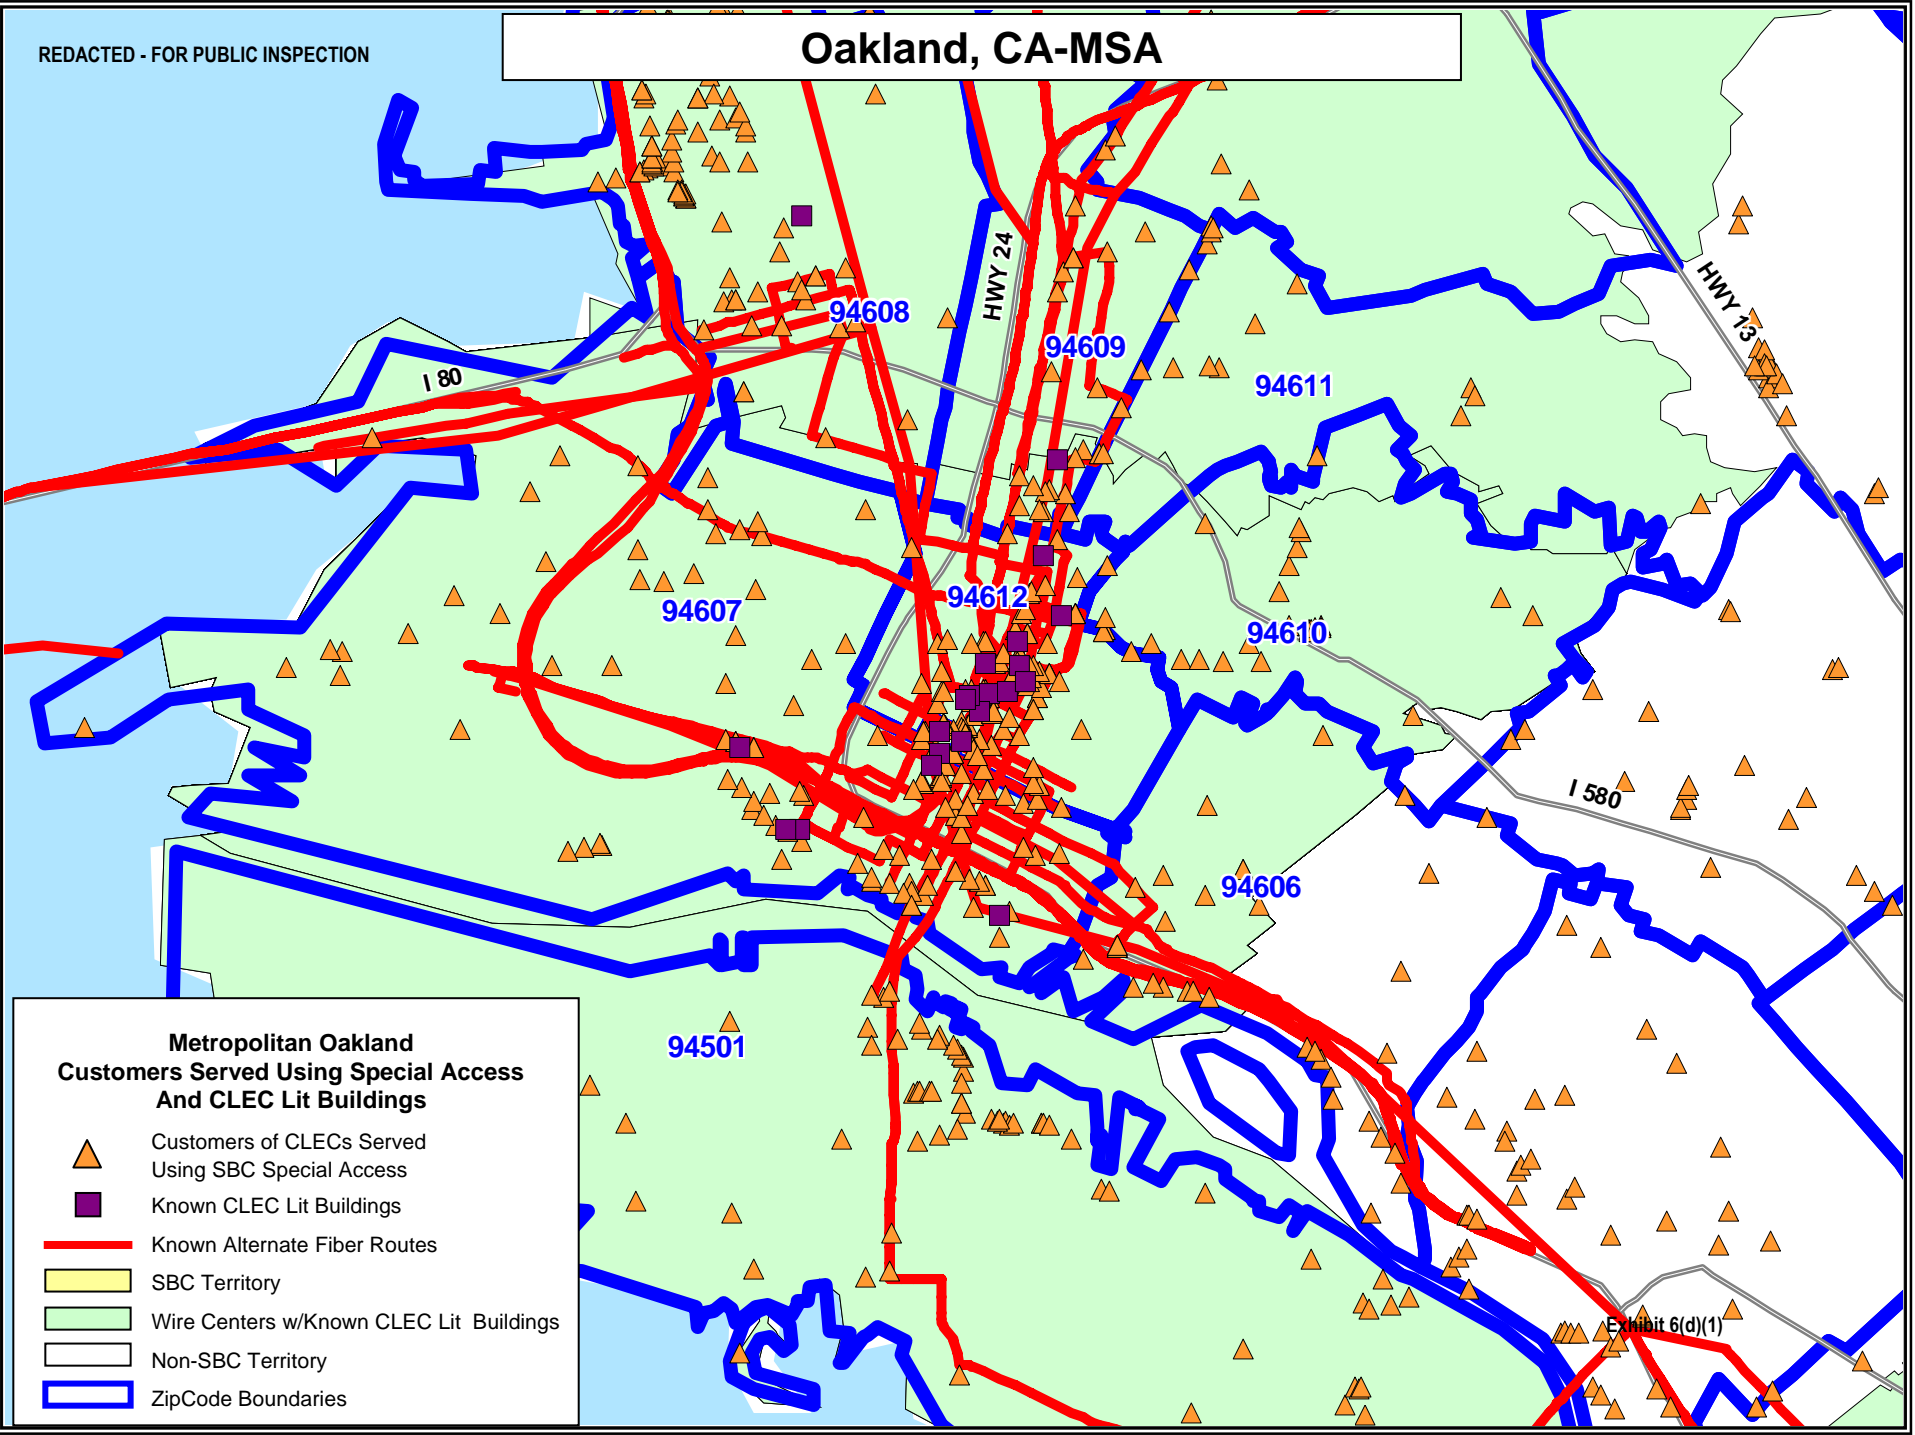 REDACTED - FOR PUBLIC INSPECTION
Oakland, CA-MSA
HWY 24
HWY 13
94608
94609
94611
I 80
94612
94607
94610
I 580
94606
94501
Metropolitan Oakland
Customers Served Using Special Access
And CLEC Lit Buildings
Customers of CLECs Served
Using SBC Special Access
Known CLEC Lit Buildings
Known Alternate Fiber Routes
SBC Territory
Wire Centers w/Known CLEC Lit Buildings
Non-SBC Territory
ZipCode Boundaries
Exhibit 6(d)(1)